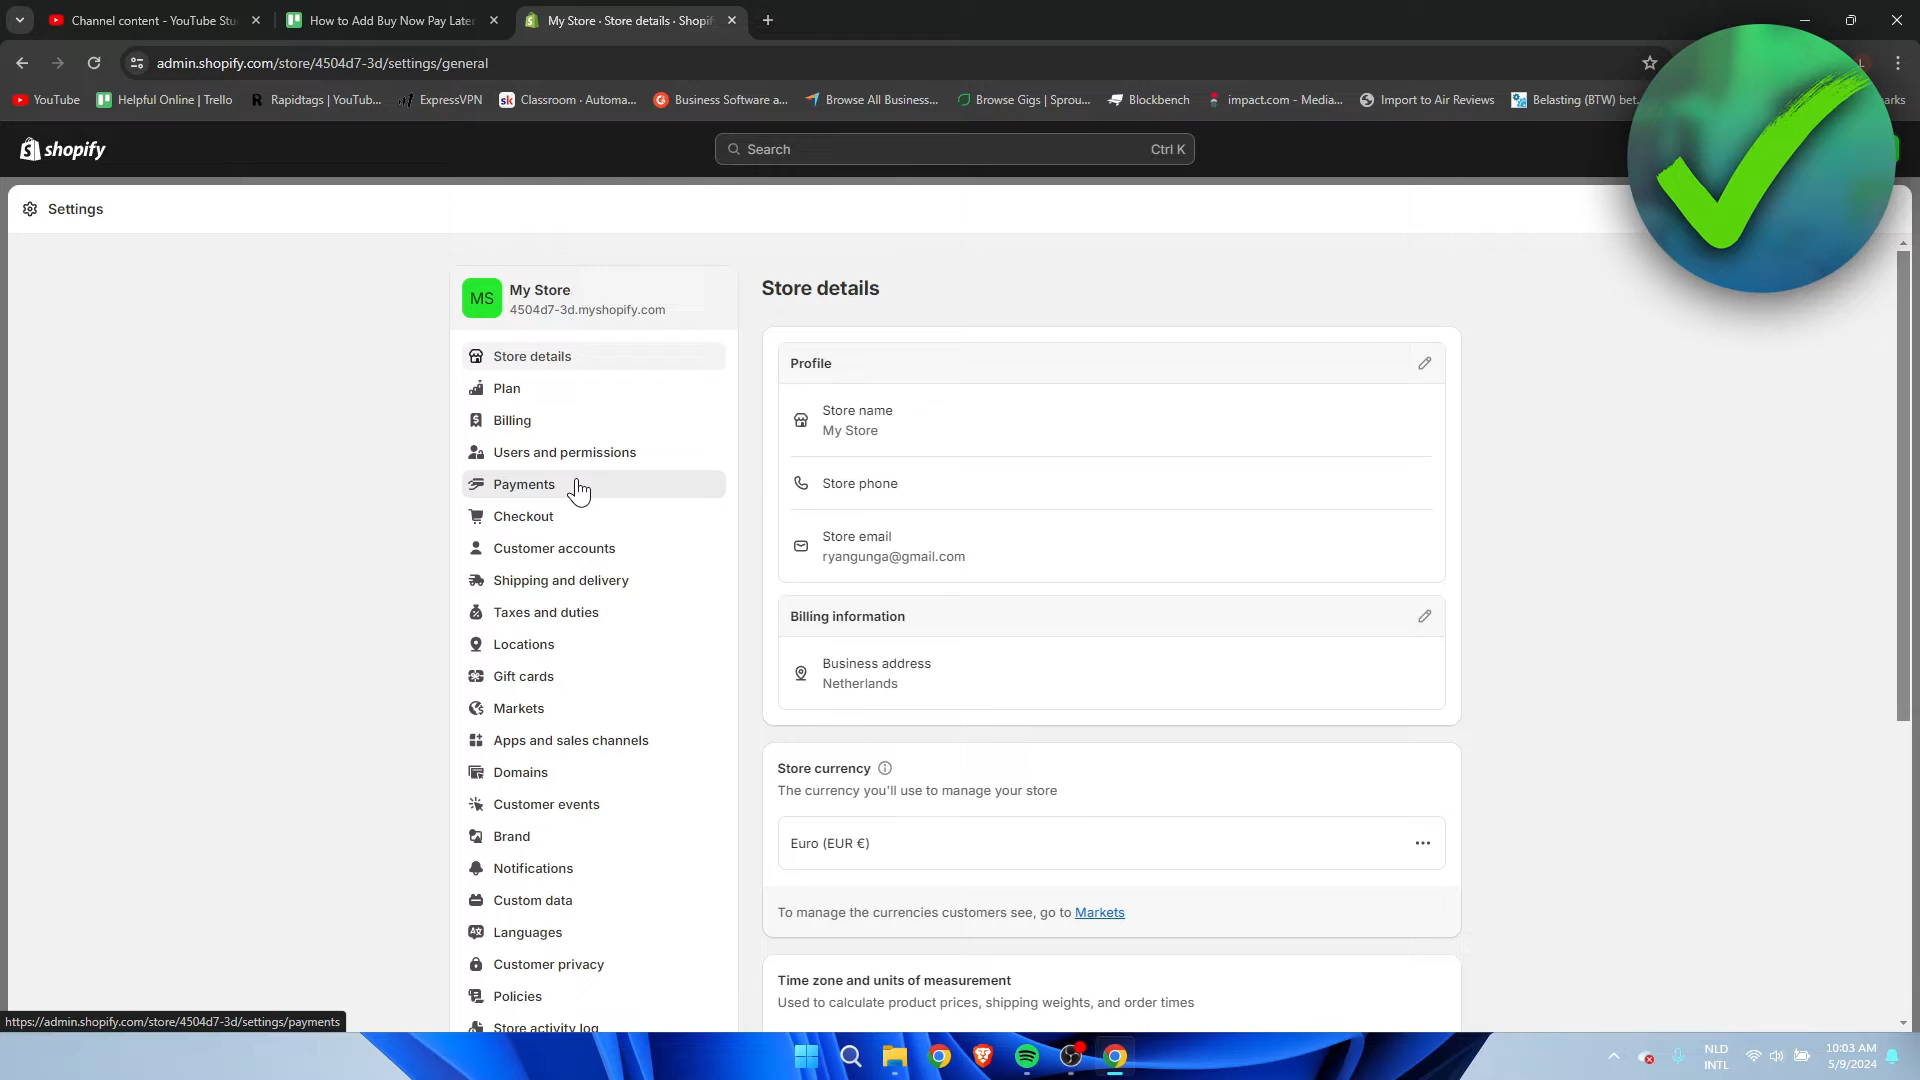 Channel content - YouTube Stu
How to Add Buy Now Pay Later
My Store · Store details · Shopif
admin.shopify.com/store/4504d7-3d/settings/general
YouTube
Helpful Online | Trello
Rapidtags | YouTub...
ExpressVPN
Classroom - Automa...
Business Software a...
Browse All Business...
Browse Gigs | Sprou...
Blockbench
impact.com - Media...
Import to Air Reviews
Belasting (BTW) bet...
shopify
Search
Ctrl K
Settings
MS
My Store
4504d7-3d.myshopify.com
Store details
Plan
Billing
Users and permissions
Payments
Checkout
Customer accounts
Shipping and delivery
Taxes and duties
Locations
Gift cards
Markets
Apps and sales channels
Domains
Customer events
Brand
Notifications
Custom data
Languages
Customer privacy
Policies
Store activity log
Store details
Profile
Store name
My Store
Store phone
Store email
ryangunga@gmail.com
Billing information
Business address
Netherlands
Store currency
The currency you'll use to manage your store
Euro (EUR €)
To manage the currencies customers see, go to Markets
Time zone and units of measurement
Used to calculate product prices, shipping weights, and order times
https://admin.shopify.com/store/4504d7-3d/settings/payments
NLD
INTL
10:03 AM
5/9/2024